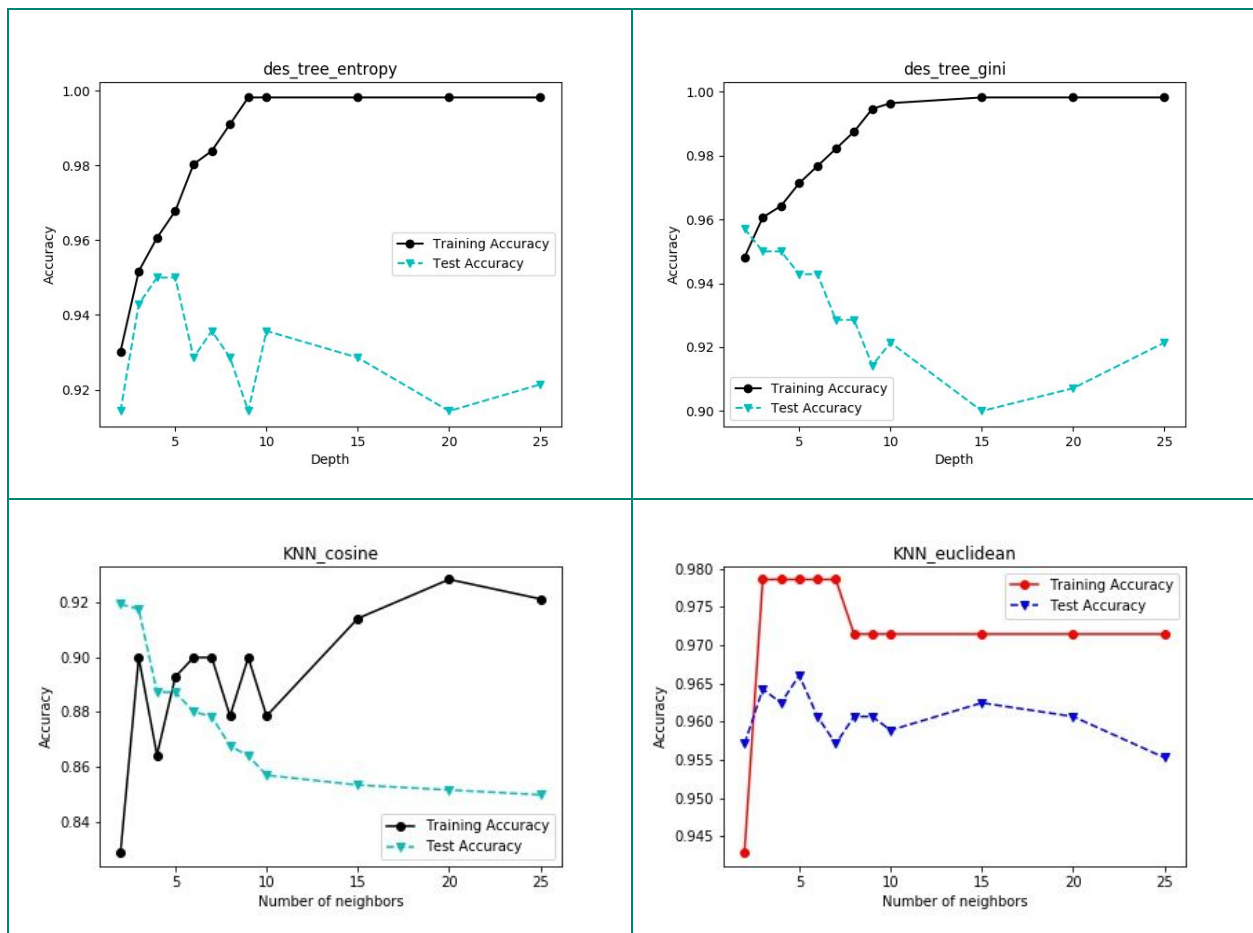 des_tree_entropy
1.00
0.98
0.96
0.94
0.92
Accuracy
Training Accuracy
Test Accuracy
5
10
15
20
25
Depth
des_tree_gini
1.00
0.98
0.96
0.94
0.92
0.90
Accuracy
Training Accuracy
Test Accuracy
5
10
15
20
25
Depth
KNN_cosine
0.92
0.90
0.88
0.86
0.84
Accuracy
Training Accuracy
Test Accuracy
5
10
15
20
25
Number of neighbors
KNN_euclidean
0.980
0.975
0.970
0.965
0.960
0.955
0.950
0.945
Accuracy
Training Accuracy
Test Accuracy
5
10
15
20
25
Number of neighbors